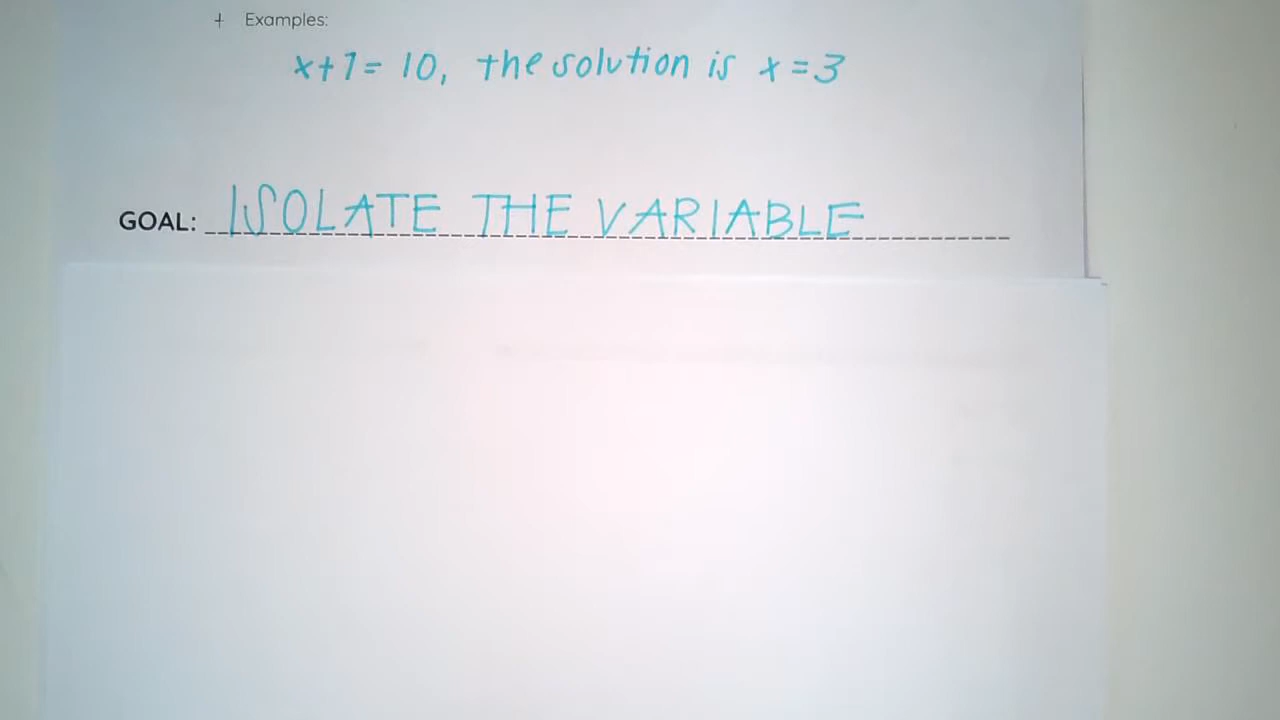 + Examples:
x+7= 10, the solution is x=3
GOAL: ISOLATE THE VARIABLE